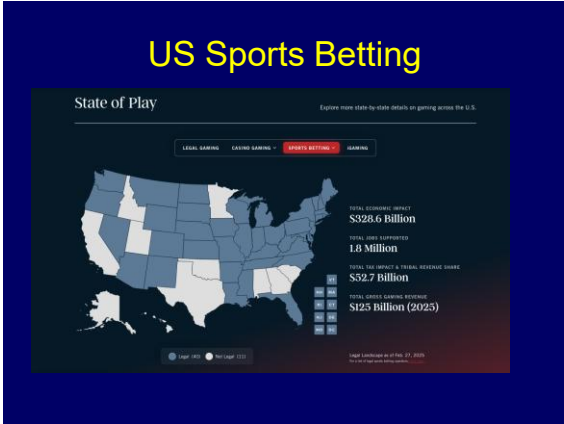 US Sports Betting
State of Play
Explore more state-by-state details on gaming across the U.S.
LEGAL GAMING CASINO GAMING SPORTS BETTING IGAMING
TOTAL ECONOMIC IMPACT
$328.6 Billion
TOTAL JOBS SUPPORTED
1.8 Million
TOTAL TAX IMPACT & TRIBAL REVENUE SHARE
$52.7 Billion
TOTAL GROSS GAMING REVENUE
$125 Billion (2025)
VT
NH MA
RI CT
NJ DE
MD DC
Legal (40) Not Legal (11)
Legal Landscape as of Feb. 27, 2025